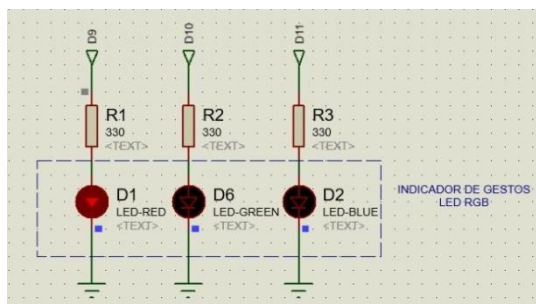 D9
D10
D11
R1
330
<TEXT>
R2
330
<TEXT>
R3
330
<TEXT>
D1
LED-RED
<TEXT>
D6
LED-GREEN
<TEXT>
D2
LED-BLUE
<TEXT>
INDICADOR DE GESTOS
LED RGB